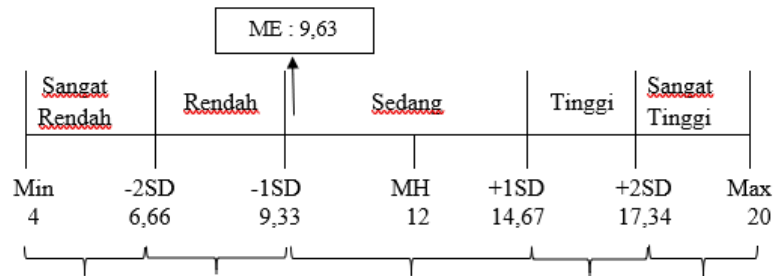 ME : 9,63
Sangat Rendah
Rendah
Sedang
Tinggi
Sangat Tinggi
Min -2SD -1SD MH +1SD +2SD Max
4 6,66 9,33 12 14,67 17,34 20